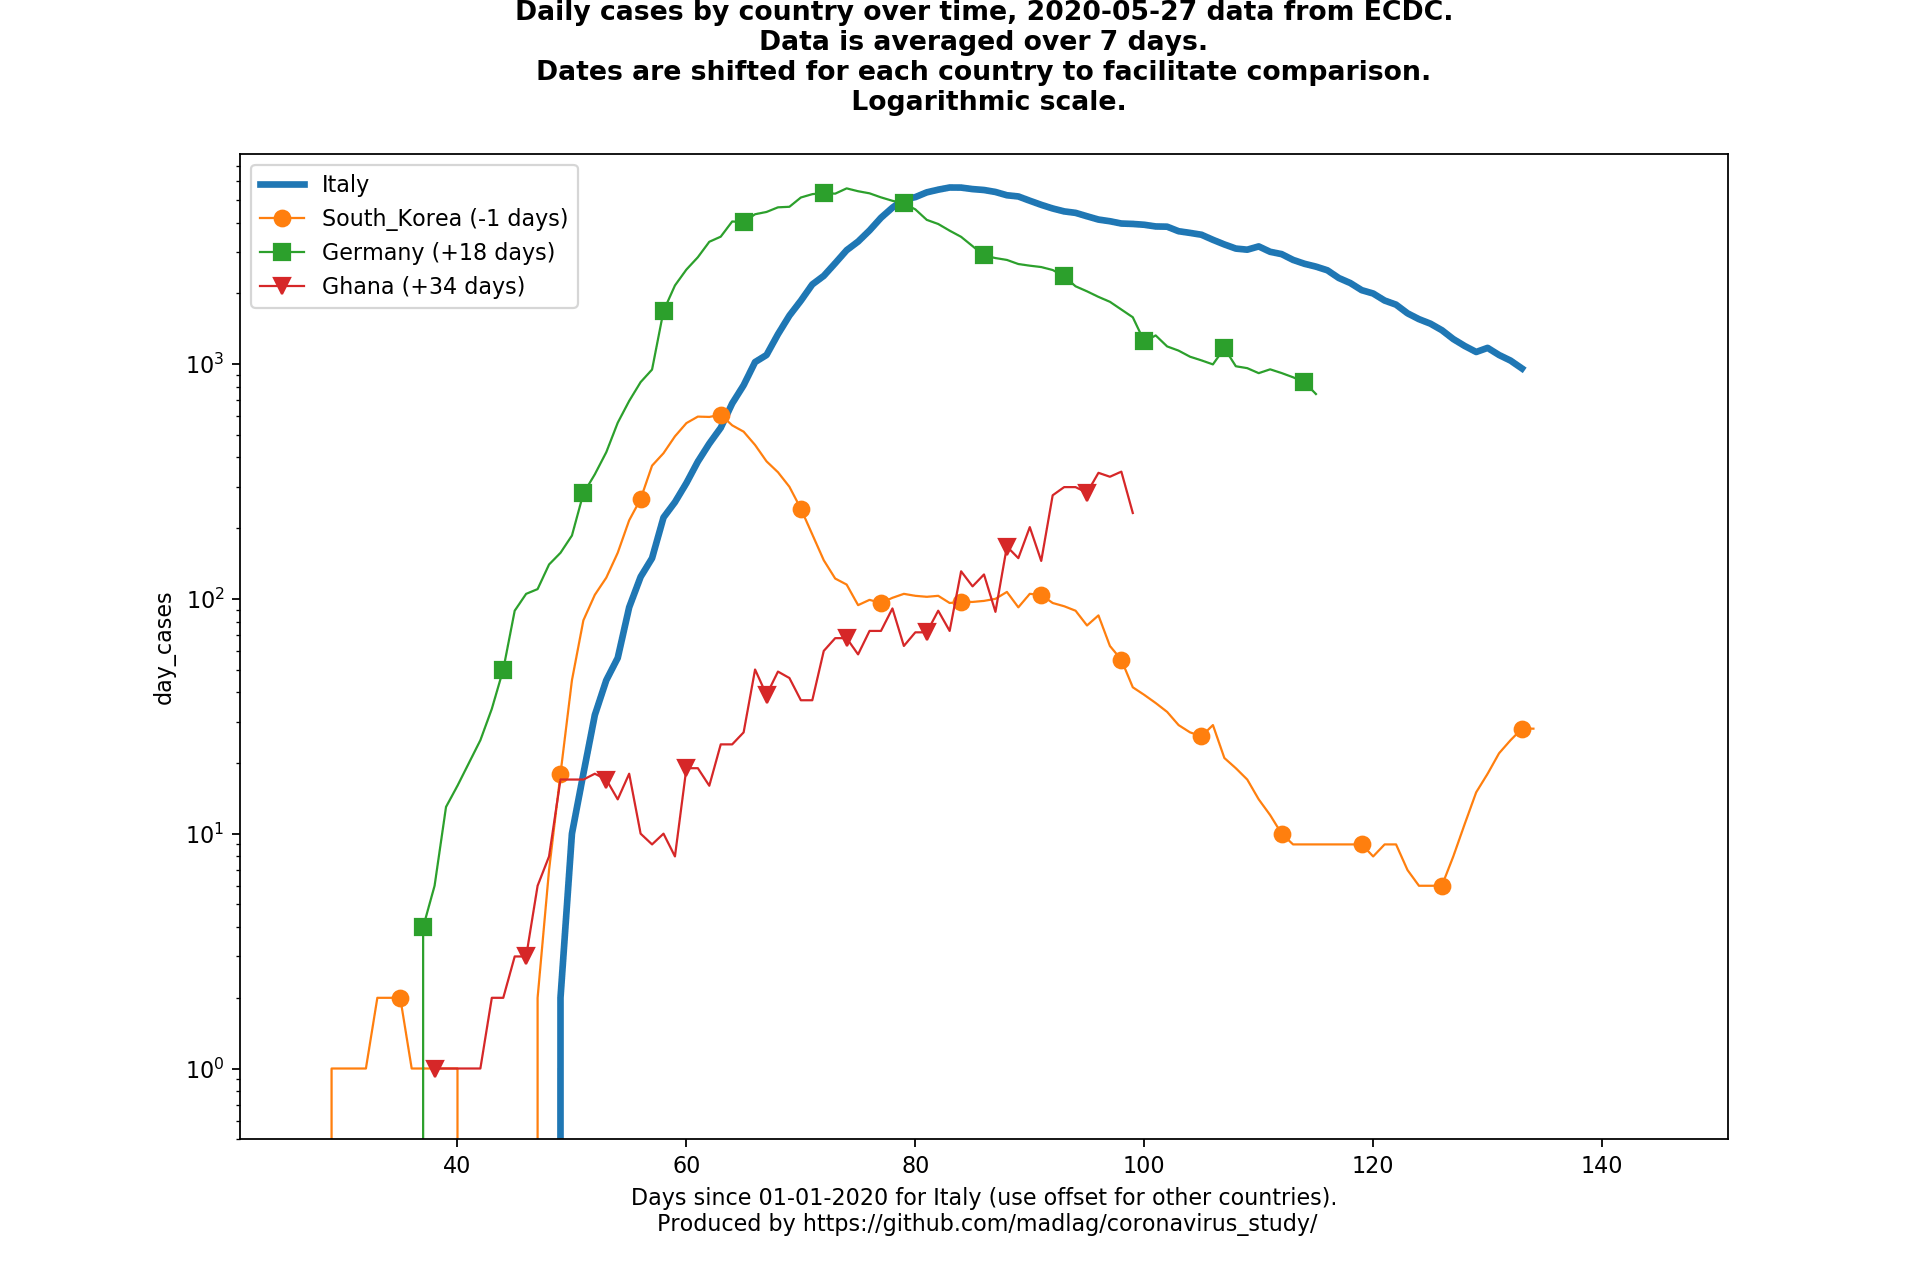 Daily cases by country over time, 2020-05-27 data from ECDC.
Data is averaged over 7 days.
Dates are shifted for each country to facilitate comparison.
Logarithmic scale.
Italy
South_Korea (-1 days)
Germany (+18 days)
Ghana (+34 days)
10³
10²
10¹
10⁰
day_cases
40 60 80 100 120 140
Days since 01-01-2020 for Italy (use offset for other countries).
Produced by https://github.com/madlag/coronavirus_study/